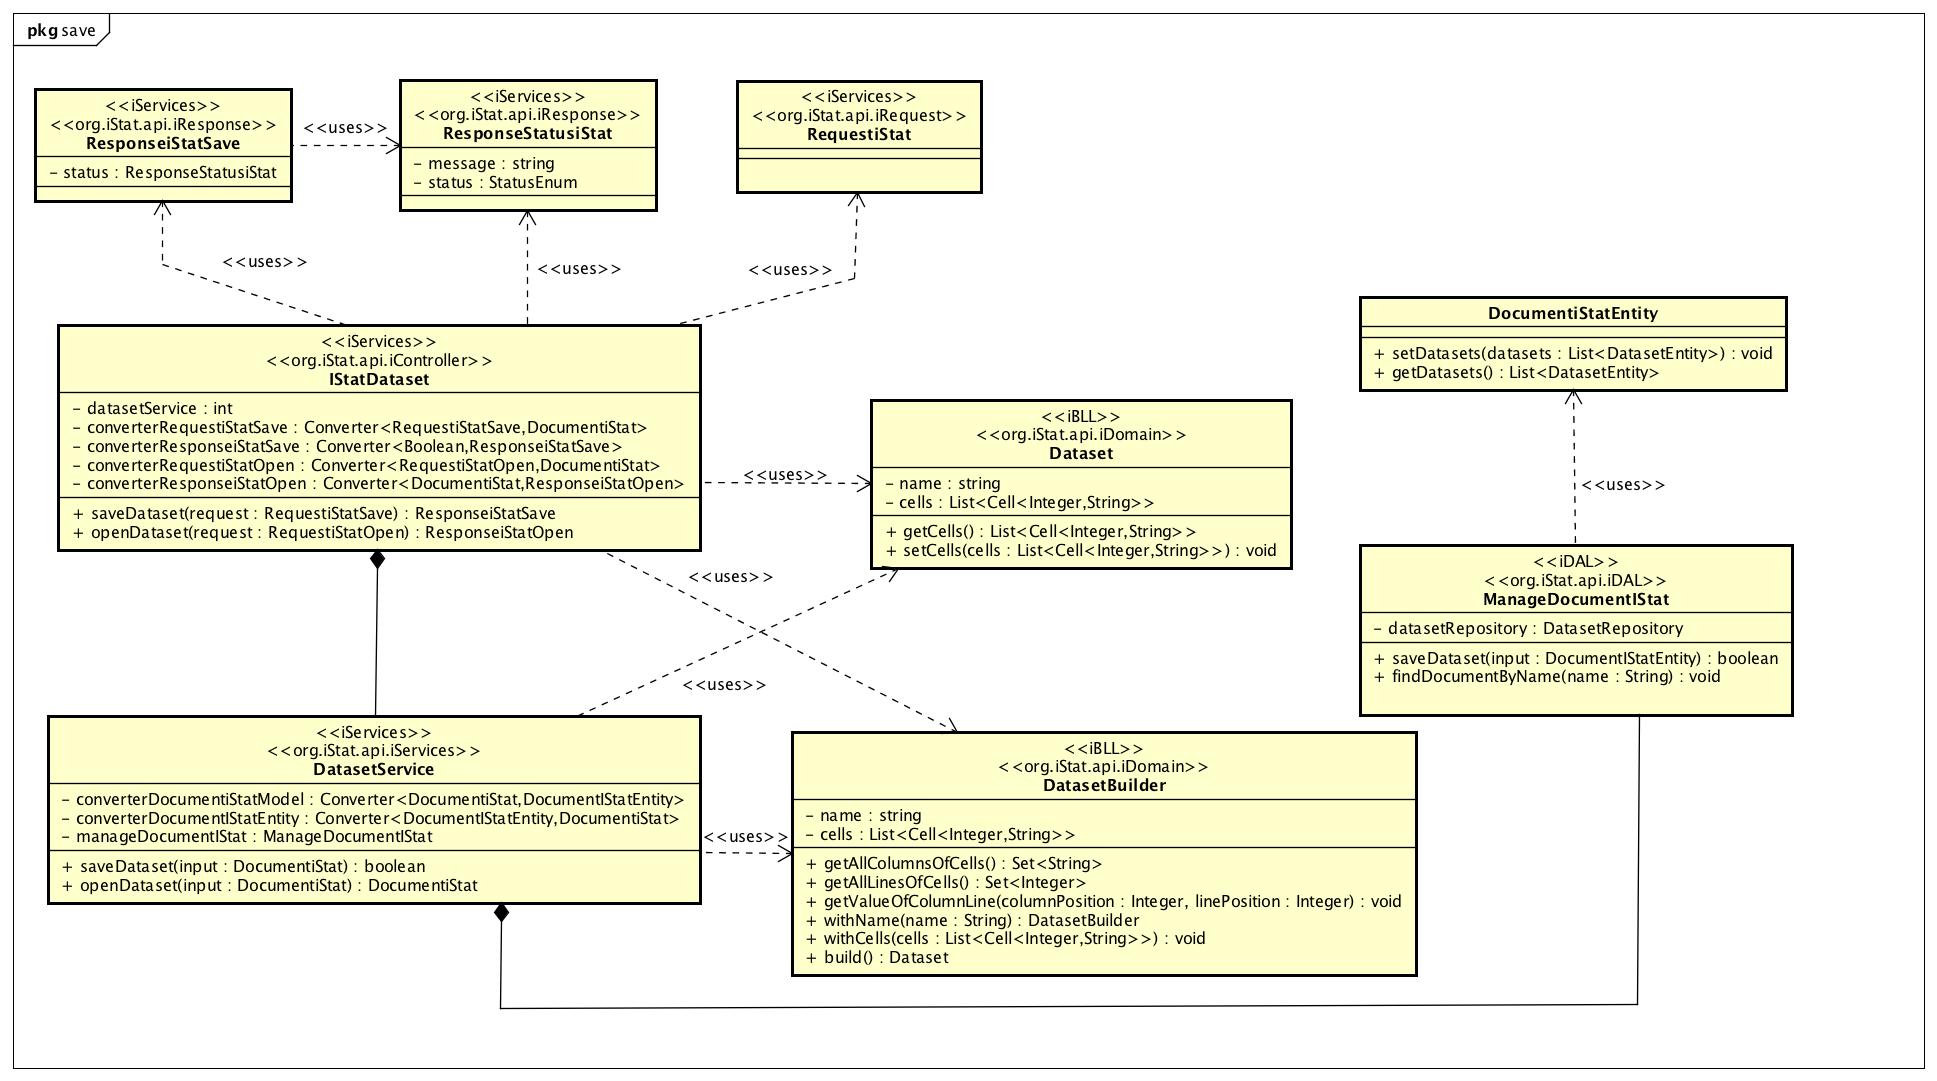 pkg save
<<iServices>>
<<org.iStat.api.iResponse>>
ResponseiStatSave
- status : ResponseStatusiStat
<<uses>>
<<iServices>>
<<org.iStat.api.iResponse>>
ResponseStatusiStat
- message : string
- status : StatusEnum
<<iServices>>
<<org.iStat.api.iRequest>>
RequestiStat
<<uses>>
<<uses>>
<<uses>>
<<iServices>>
<<org.iStat.api.iController>>
IStatDataset
- datasetService : int
- converterRequestiStatSave : Converter<RequestiStatSave,DocumentiStat>
- converterResponseiStatSave : Converter<Boolean,ResponseiStatSave>
- converterRequestiStatOpen : Converter<RequestiStatOpen,DocumentiStat>
- converterResponseiStatOpen : Converter<DocumentiStat,ResponseiStatOpen>
+ saveDataset(request : RequestiStatSave) : ResponseiStatSave
+ openDataset(request : RequestiStatOpen) : ResponseiStatOpen
<<uses>>
<<iBLL>>
<<org.iStat.api.iDomain>>
Dataset
- name : string
- cells : List<Cell<Integer,String>>
+ getCells() : List<Cell<Integer,String>>
+ setCells(cells : List<Cell<Integer,String>>) : void
DocumentiStatEntity
+ setDatasets(datasets : List<DatasetEntity>) : void
+ getDatasets() : List<DatasetEntity>
<<uses>>
<<iDAL>>
<<org.iStat.api.iDAL>>
ManageDocumentIStat
- datasetRepository : DatasetRepository
+ saveDataset(input : DocumentIStatEntity) : boolean
+ findDocumentByName(name : String) : void
<<uses>>
<<uses>>
<<iServices>>
<<org.iStat.api.iServices>>
DatasetService
- converterDocumentiStatModel : Converter<DocumentiStat,DocumentIStatEntity>
- converterDocumentIStatEntity : Converter<DocumentIStatEntity,DocumentiStat>
- manageDocumentIStat : ManageDocumentIStat
+ saveDataset(input : DocumentiStat) : boolean
+ openDataset(input : DocumentiStat) : DocumentiStat
<<uses>>
<<iBLL>>
<<org.iStat.api.iDomain>>
DatasetBuilder
- name : string
- cells : List<Cell<Integer,String>>
+ getAllColumnsOfCells() : Set<String>
+ getAllLinesOfCells() : Set<Integer>
+ getValueOfColumnLine(columnPosition : Integer, linePosition : Integer) : void
+ withName(name : String) : DatasetBuilder
+ withCells(cells : List<Cell<Integer,String>>) : void
+ build() : Dataset